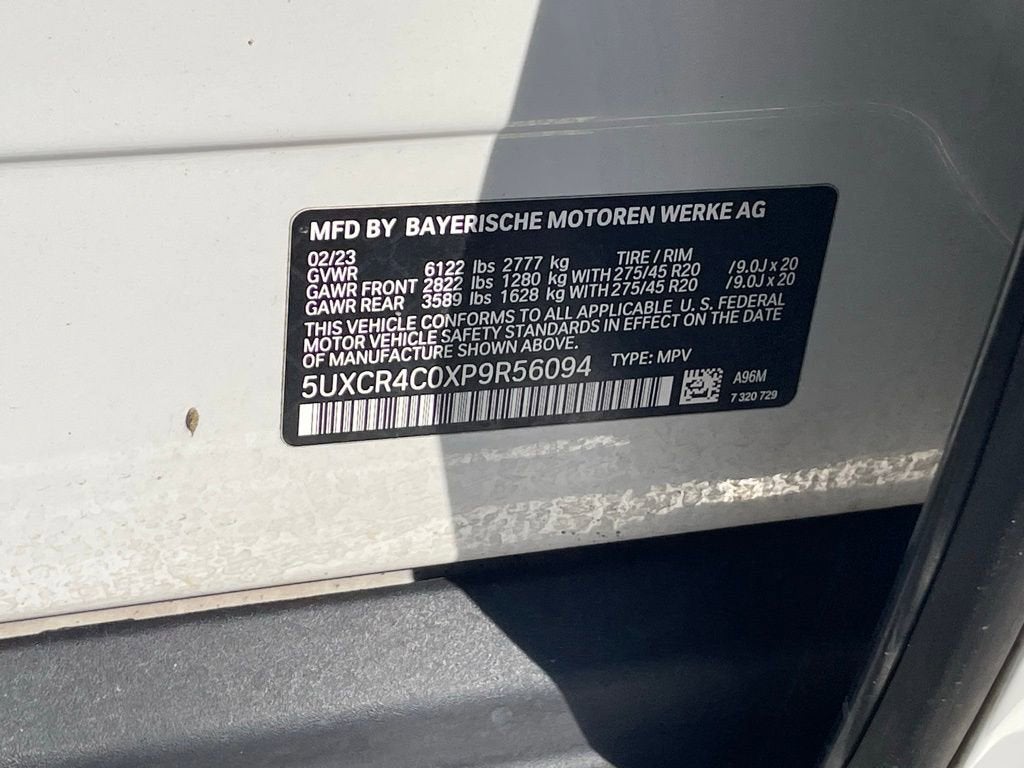 MFD BY BAYERISCHE MOTOREN WERKE AG
02/23 TIRE / RIM
GVWR 6122 lbs 2777 kg
GAWR FRONT 2822 lbs 1280 kg WITH 275/45 R20 /9.0J x 20
GAWR REAR 3589 lbs 1628 kg WITH 275/45 R20 /9.0J x 20
THIS VEHICLE CONFORMS TO ALL APPLICABLE U. S. FEDERAL
MOTOR VEHICLE SAFETY STANDARDS IN EFFECT ON THE DATE
OF MANUFACTURE SHOWN ABOVE.
5UXCR4C0XP9R56094 TYPE: MPV
A96M
7 320 729